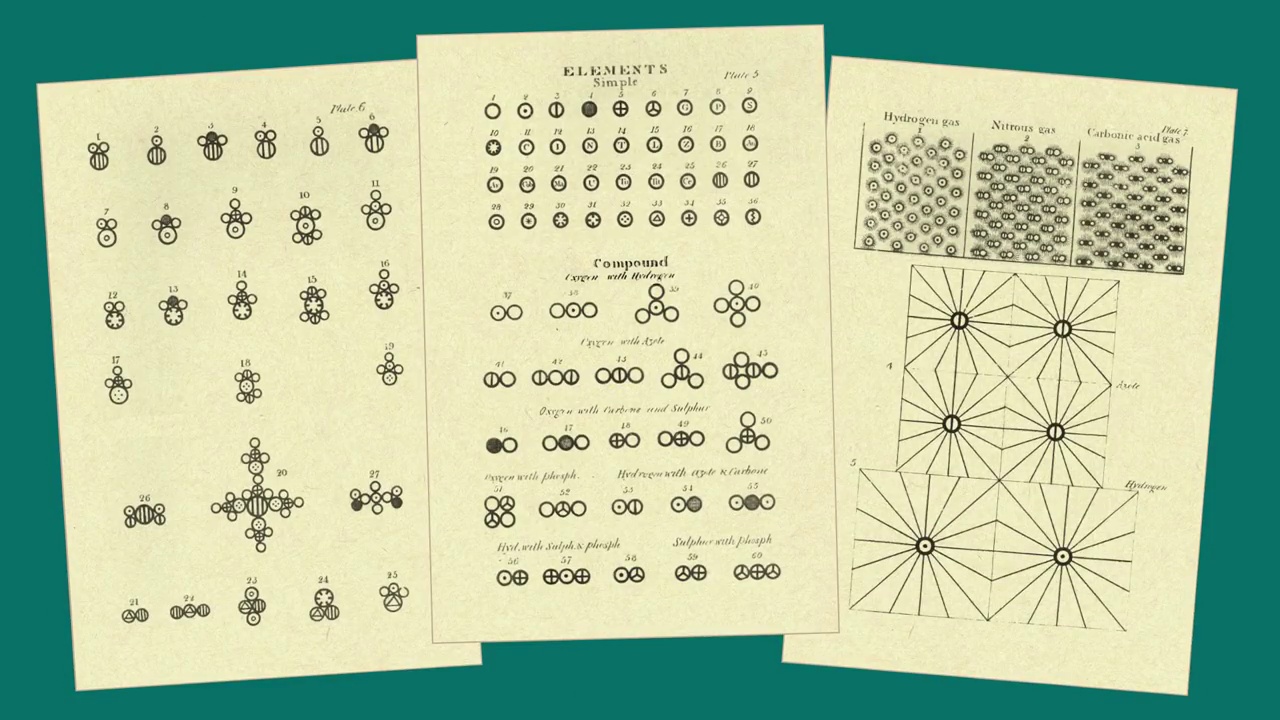 Plate 6
1 2 3 4 5 6
7 8 9 10 11
12 13 14 15 16
17 18 19
20
26 27
21 22 23 24 25
ELEMENTS
Simple
Plate 5
1 2 3 4 5 6 7 8 9
G P S
10 11 12 13 14 15 16 17 18
C I N T L Z B
19 20 21 22 23 24 25 26 27
28 29 30 31 32 33 34 35 36
Compound
Oxygen with Hydrogen
37 38 39 40
Oxygen with Azote
41 42 43 44 45
Oxygen with Carbone and Sulphur
46 47 48 49 50
Oxygen with phosph.
Hydrogen with azote & Carbone
51 52 53 54 55
Hyd. with Sulph. & phosph
Sulphur with phosph
56 57 58 59 60
Plate 7
Hydrogen gas
Nitrous gas
Carbonic acid gas
1 2 3
4
Azote
5
Hydrogen